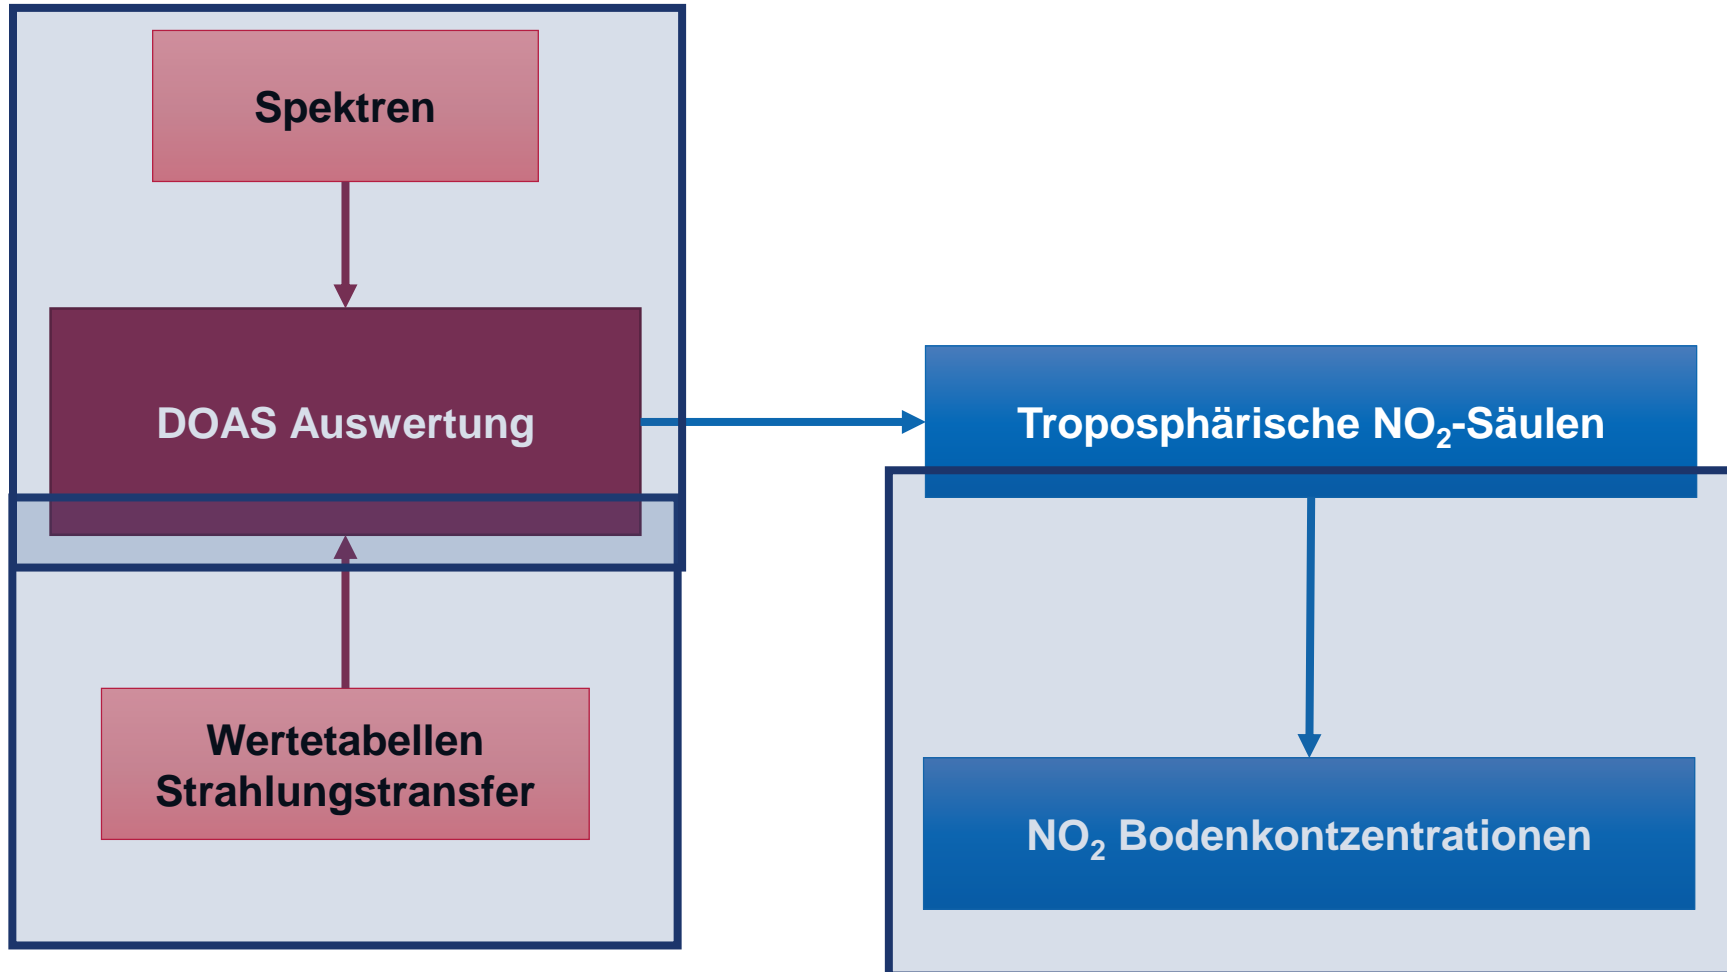 Spektren
DOAS Auswertung
Troposphärische NO₂-Säulen
Wertetabellen
Strahlungstransfer
NO₂ Bodenkontzentrationen